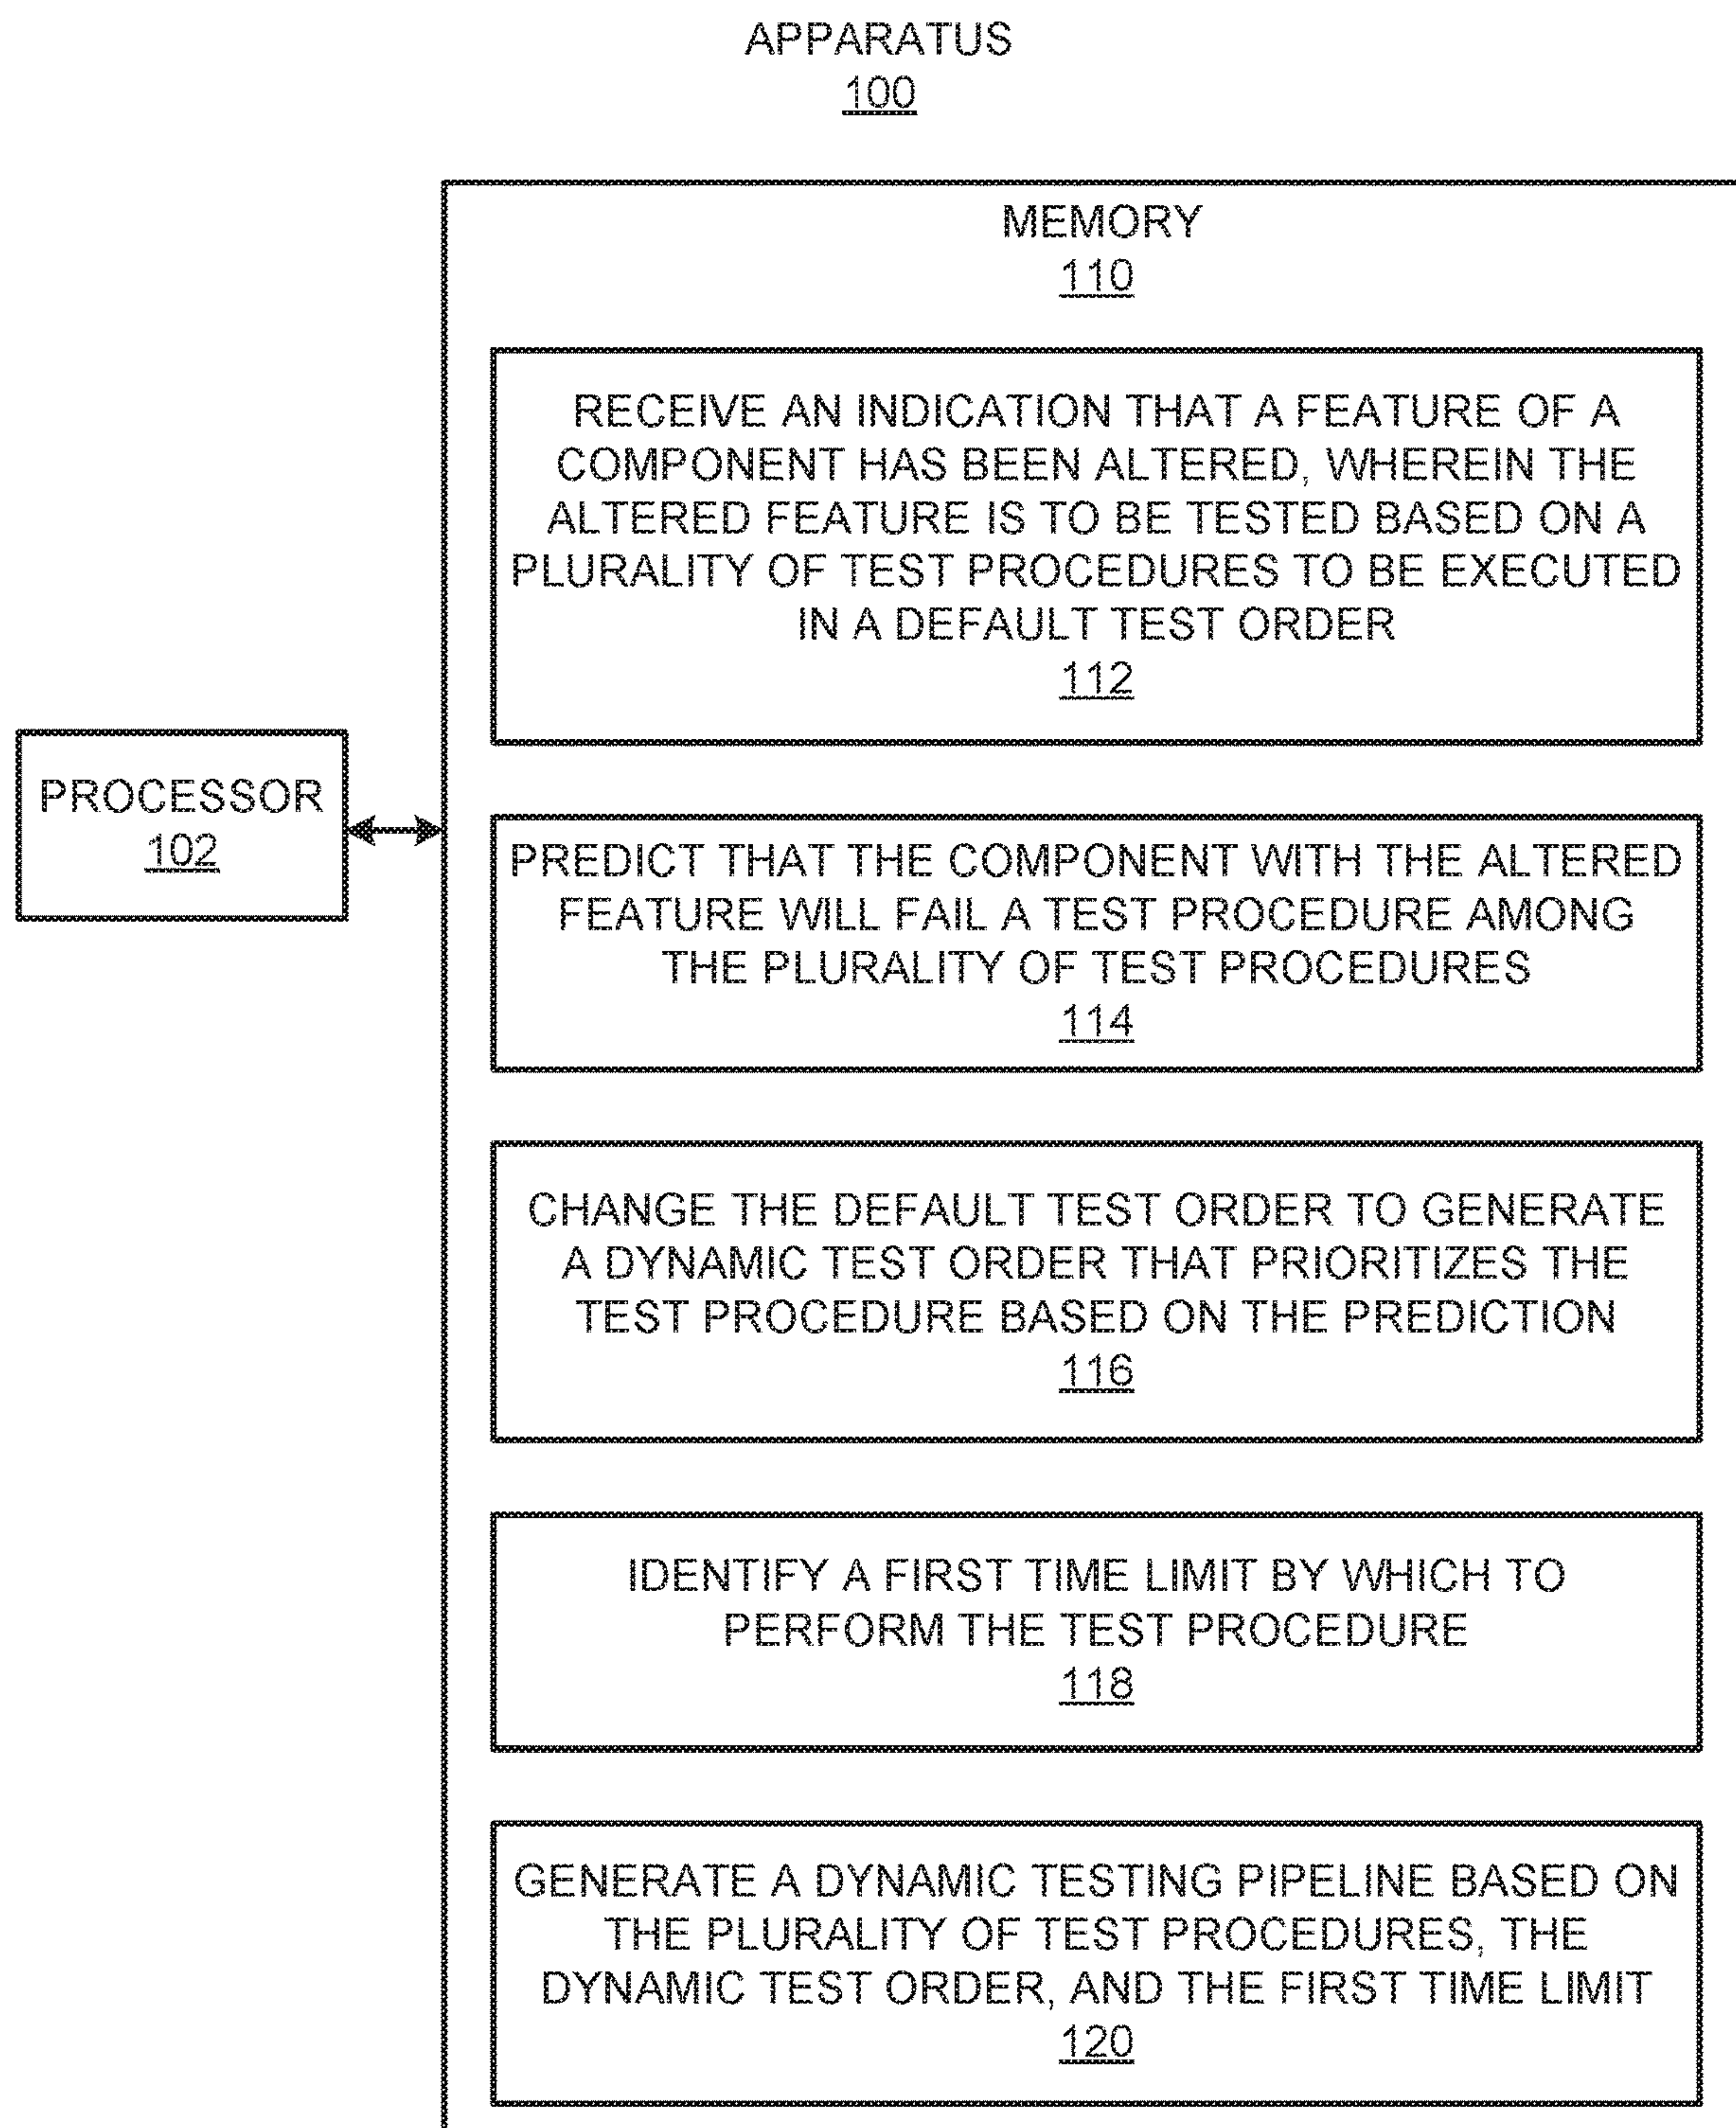 APPARATUS
100
MEMORY
110
RECEIVE AN INDICATION THAT A FEATURE OF A
COMPONENT HAS BEEN ALTERED, WHEREIN THE
ALTERED FEATURE IS TO BE TESTED BASED ON A
PLURALITY OF TEST PROCEDURES TO BE EXECUTED
IN A DEFAULT TEST ORDER
112
PROCESSOR
102
PREDICT THAT THE COMPONENT WITH THE ALTERED
FEATURE WILL FAIL A TEST PROCEDURE AMONG
THE PLURALITY OF TEST PROCEDURES
114
CHANGE THE DEFAULT TEST ORDER TO GENERATE
A DYNAMIC TEST ORDER THAT PRIORITIZES THE
TEST PROCEDURE BASED ON THE PREDICTION
116
IDENTIFY A FIRST TIME LIMIT BY WHICH TO
PERFORM THE TEST PROCEDURE
118
GENERATE A DYNAMIC TESTING PIPELINE BASED ON
THE PLURALITY OF TEST PROCEDURES, THE
DYNAMIC TEST ORDER, AND THE FIRST TIME LIMIT
120